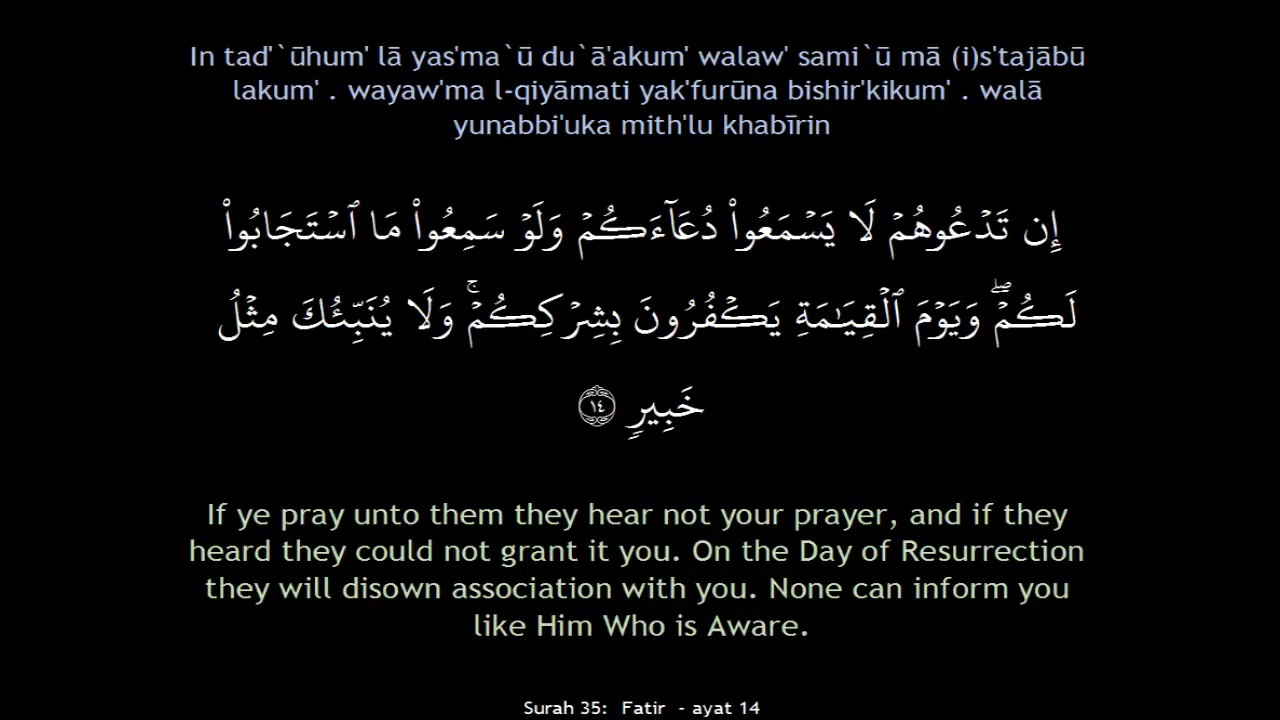 In tad'`ūhum' lā yas'ma`ū du`ā'akum' walaw' sami`ū mā (i)s'tajābū
lakum' . wayaw'ma l-qiyāmati yak'furūna bishir'kikum' . walā
yunabbi'uka mith'lu khabīrin
إِن تَدۡعُوهُمۡ لَا يَسۡمَعُواْ دُعَآءَكُمۡ وَلَوۡ سَمِعُواْ مَا ٱسۡتَجَابُواْ
لَكُمۡۖ وَيَوۡمَ ٱلۡقِيَٰمَةِ يَكۡفُرُونَ بِشِرۡكِكُمۡۚ وَلَا يُنَبِّئُكَ مِثۡلُ
خَبِيرٖ ١٤
If ye pray unto them they hear not your prayer, and if they
heard they could not grant it you. On the Day of Resurrection
they will disown association with you. None can inform you
like Him Who is Aware.
Surah 35: Fatir - ayat 14